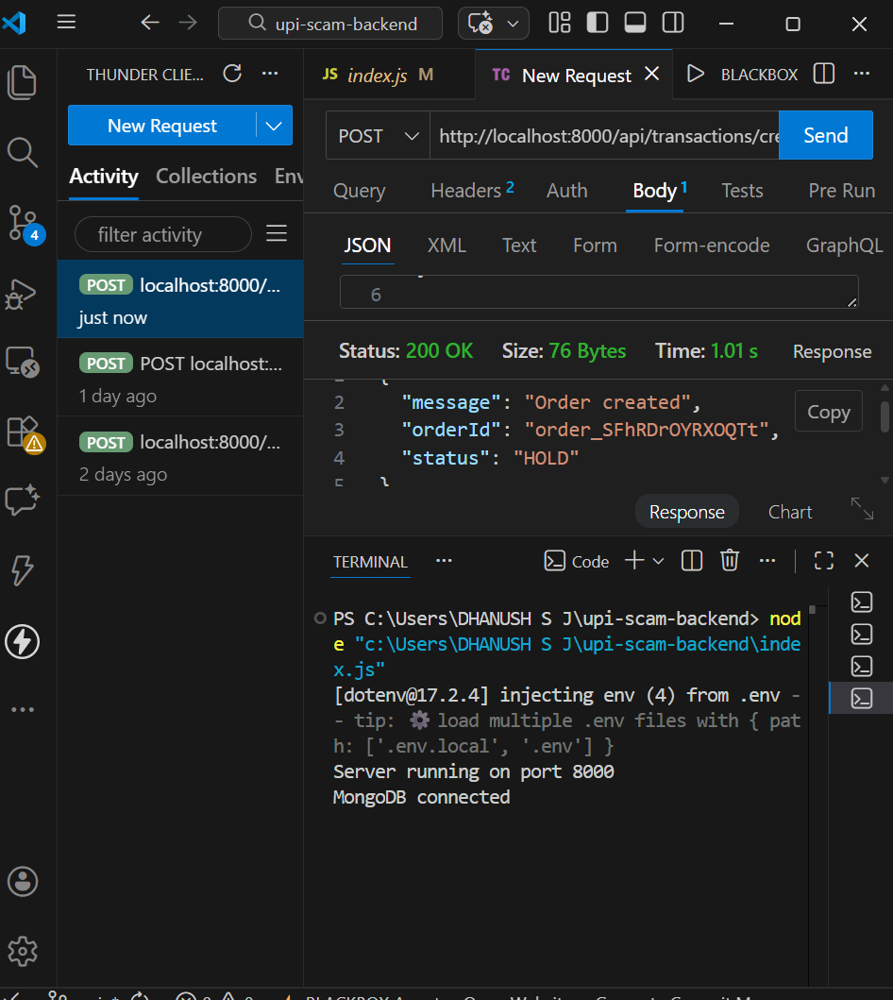 upi-scam-backend
THUNDER CLIE... ...
New Request
Activity Collections Env
filter activity
4
POST localhost:8000/...
just now
POST POST localhost:...
1 day ago
POST localhost:8000/...
2 days ago
JS index.js M TC New Request BLACKBOX ...
POST http://localhost:8000/api/transactions/cre Send
Query Headers 2 Auth Body 1 Tests Pre Run
JSON XML Text Form Form-encode GraphQL
6
Status: 200 OK Size: 76 Bytes Time: 1.01 s Response
{
2 "message": "Order created",
3 "orderId": "order_SFhRDrOYRXOQTt",
4 "status": "HOLD"
5 }
Copy
Response Chart
TERMINAL ... Code ...
PS C:\Users\DHANUSH S J\upi-scam-backend> nod
e "c:\Users\DHANUSH S J\upi-scam-backend\inde
x.js"
[dotenv@17.2.4] injecting env (4) from .env -
- tip: ⚙️ load multiple .env files with { pat
h: ['.env.local', '.env'] }
Server running on port 8000
MongoDB connected